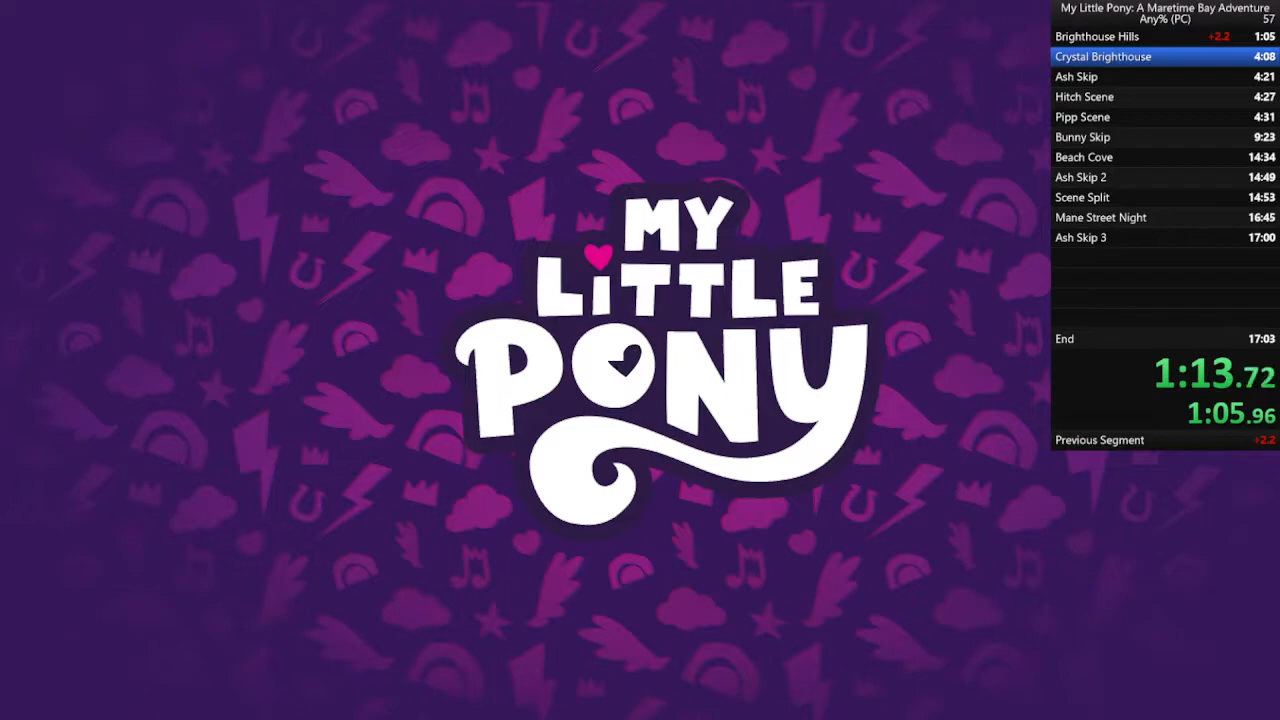 MY
LiTTLE
PONY
My Little Pony: A Maretime Bay Adventure
Any% (PC) 57
Brighthouse Hills +2.2 1:05
Crystal Brighthouse 4:08
Ash Skip 4:21
Hitch Scene 4:27
Pipp Scene 4:31
Bunny Skip 9:23
Beach Cove 14:34
Ash Skip 2 14:49
Scene Split 14:53
Mane Street Night 16:45
Ash Skip 3 17:00
End 17:03
1:13.72
1:05.96
Previous Segment +2.2